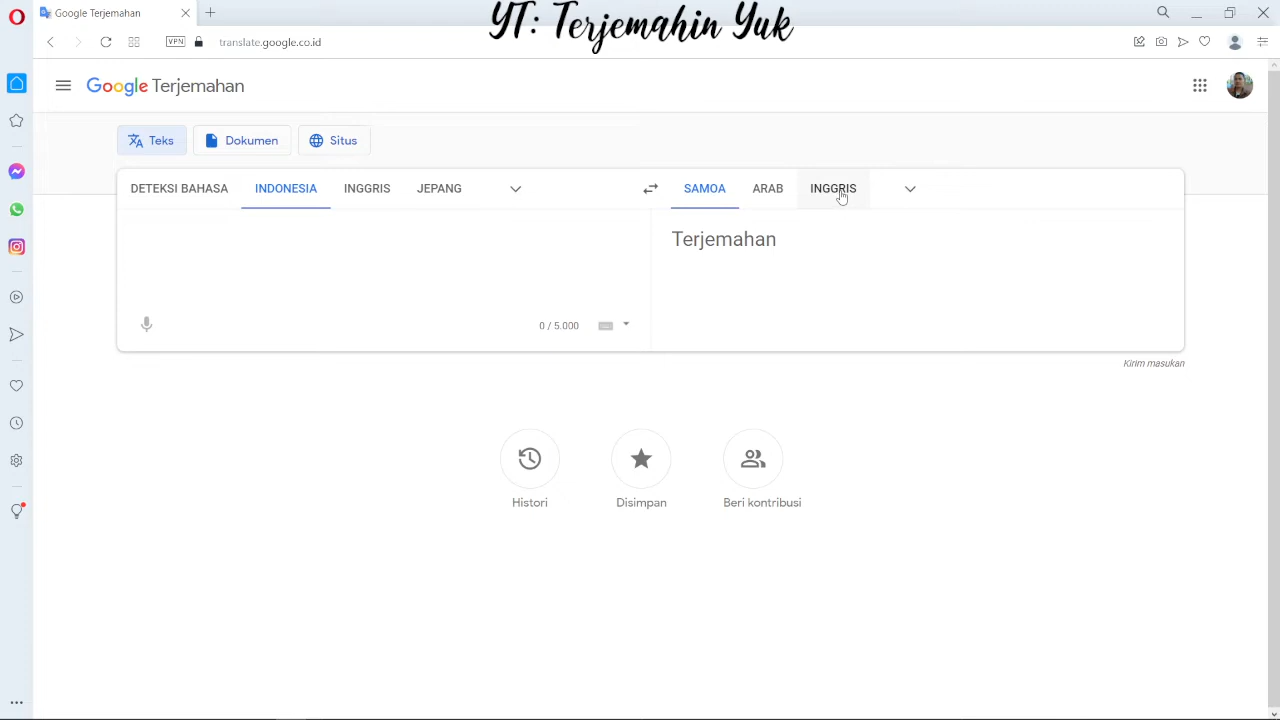 Google Terjemahan
YT: Terjemahin Yuk
VPN
translate.google.co.id
Google Terjemahan
Teks
Dokumen
Situs
DETEKSI BAHASA
INDONESIA
INGGRIS
JEPANG
SAMOA
ARAB
INGGRIS
Terjemahan
0 / 5.000
Kirim masukan
Histori
Disimpan
Beri kontribusi